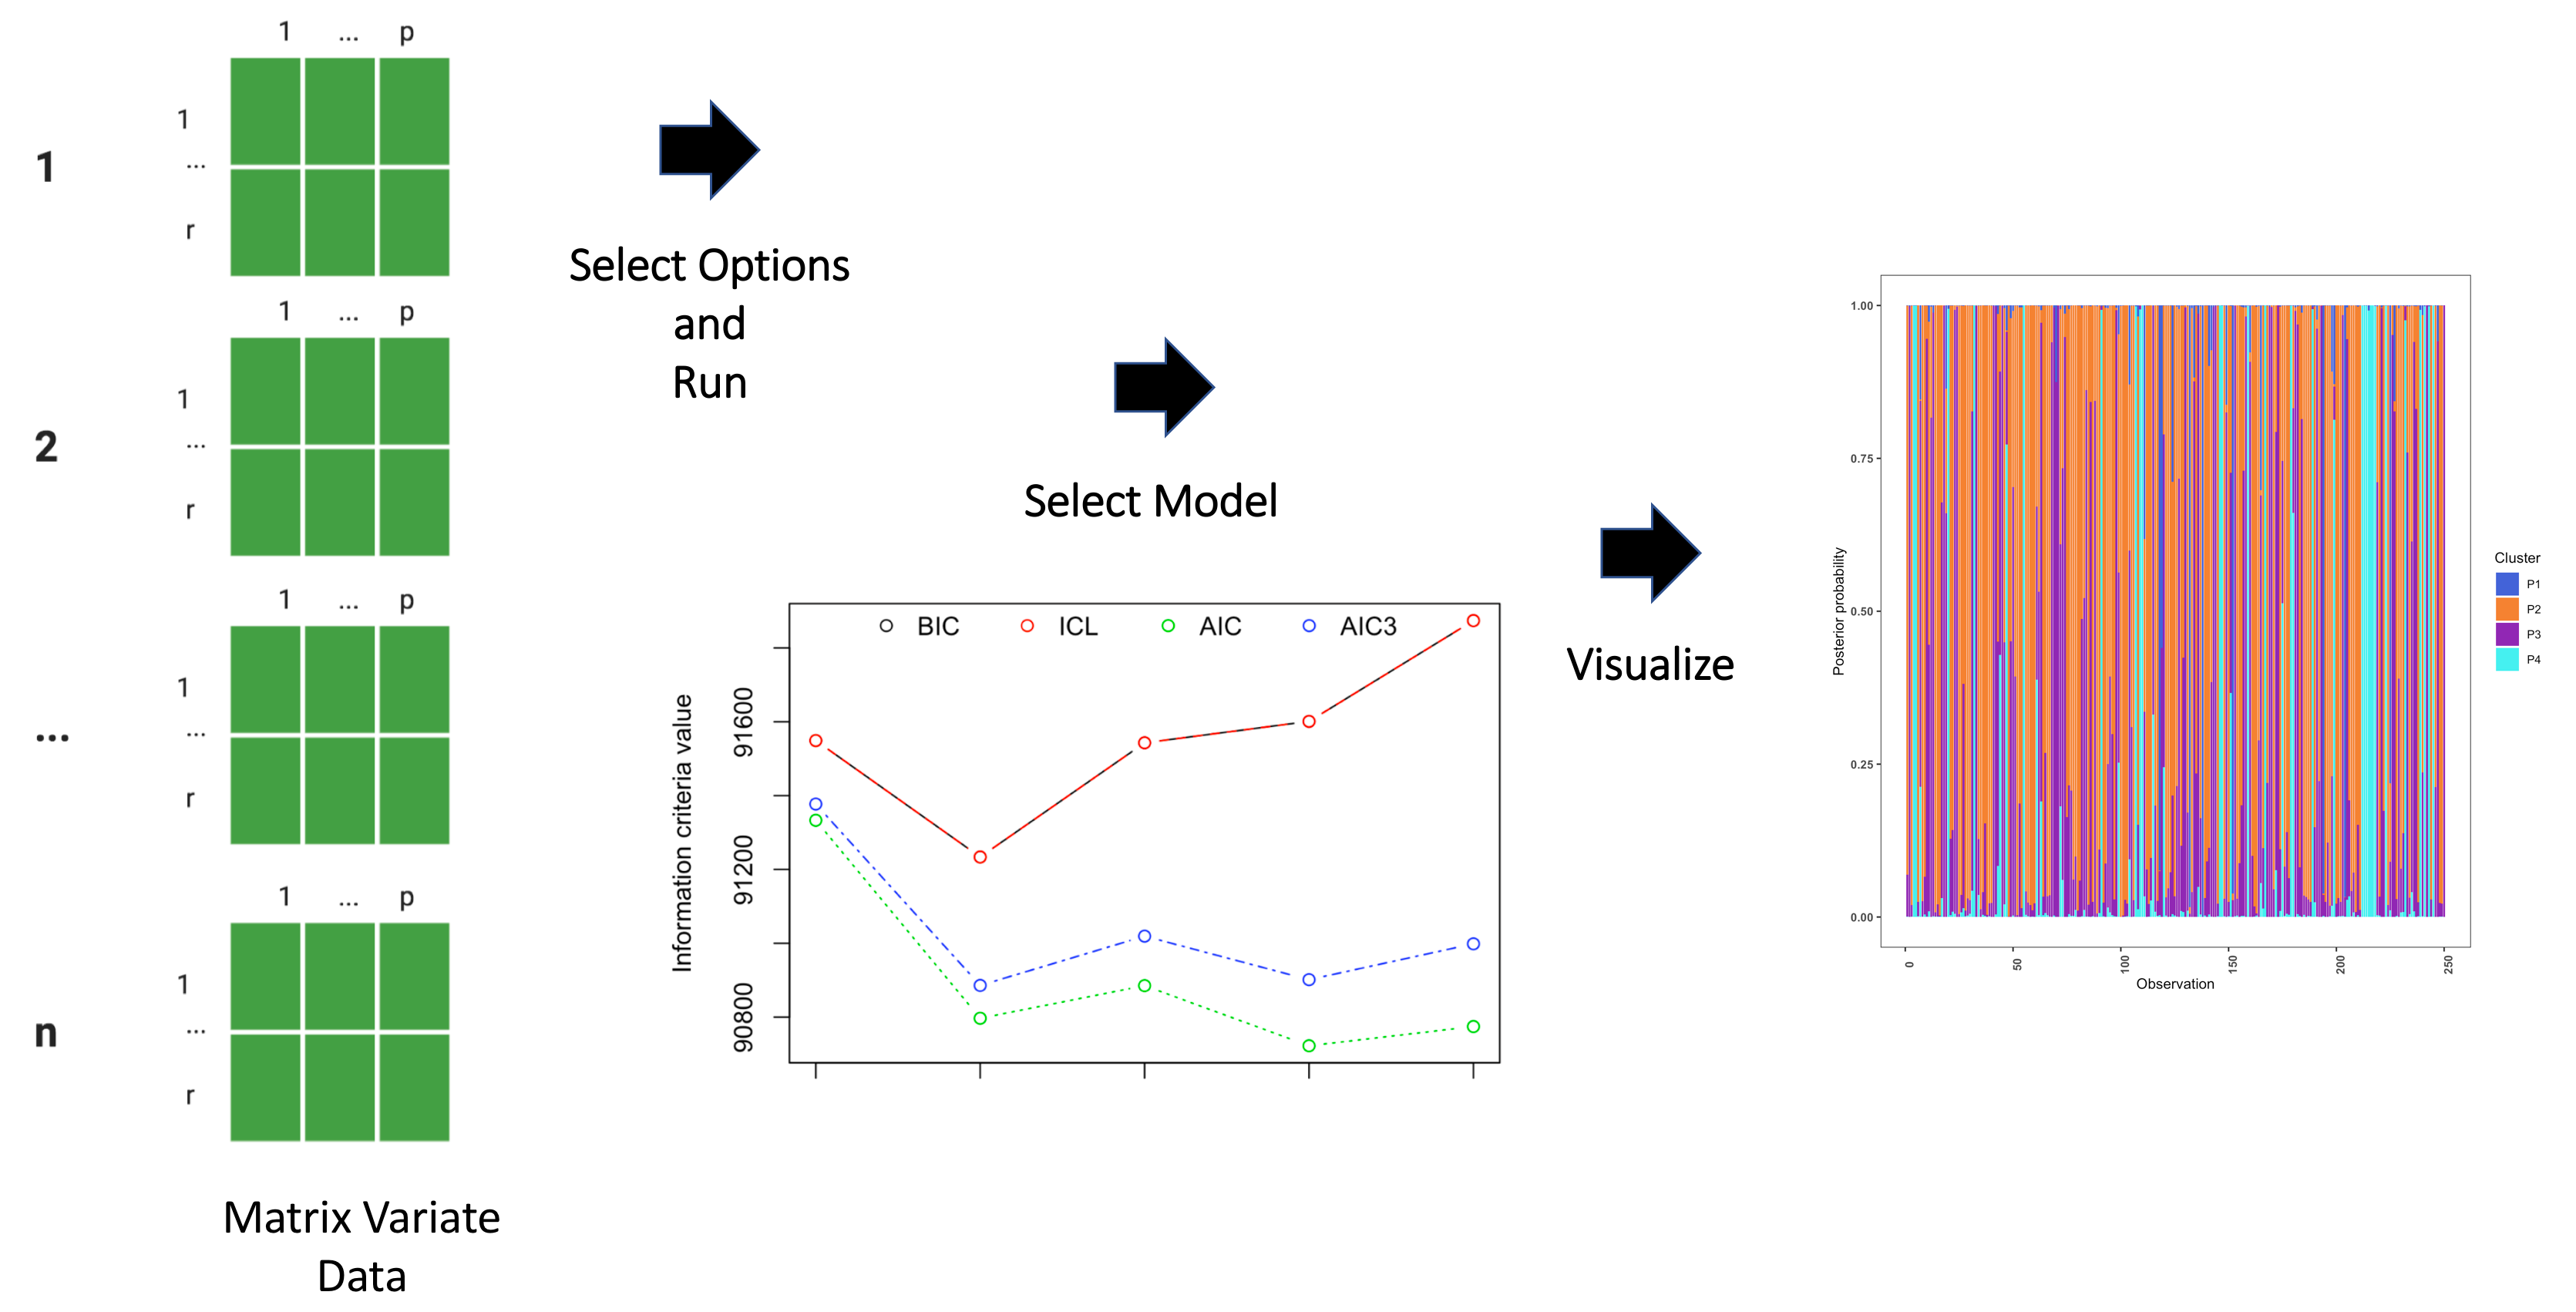 1 ... p
1
1
...
r
1 ... p
1
2
...
r
1 ... p
1
...
...
r
1 ... p
1
n
...
r
Matrix Variate
Data
Select Options
and
Run
Select Model
BIC ICL AIC AIC3
Information criteria value
91600
91200
90800
Visualize
1.00
0.75
0.50
0.25
0.00
Posterior probability
0 50 100 150 200 250
Observation
Cluster
P1
P2
P3
P4